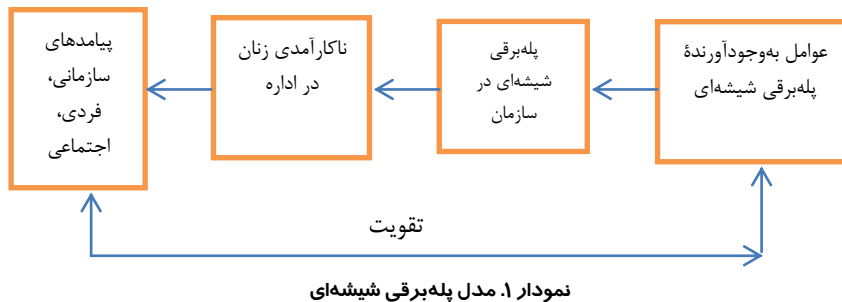 عوامل به‌وجودآورندهٔ
پله‌برقی شیشه‌ای
پله‌برقی
شیشه‌ای در
سازمان
ناکارآمدی زنان
در اداره
پیامدهای
سازمانی،
فردی،
اجتماعی
تقویت
نمودار ۱. مدل پله‌برقی شیشه‌ای